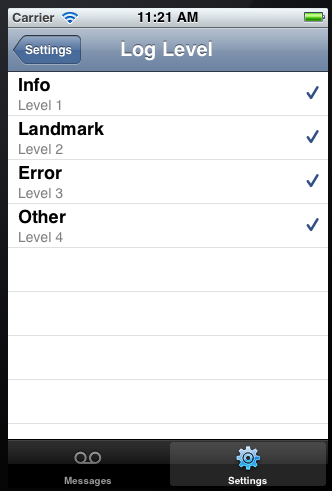 Carrier 11:21 AM
Settings Log Level
Info
Level 1
Landmark
Level 2
Error
Level 3
Other
Level 4
Messages Settings